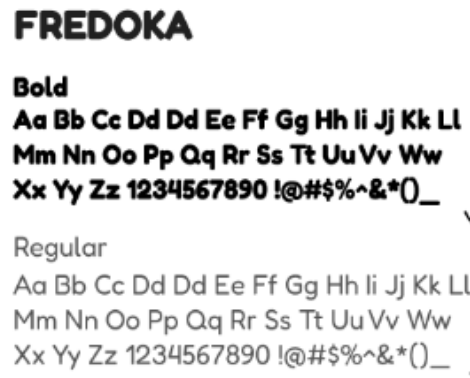 FREDOKA
Bold
Aa Bb Cc Dd Dd Ee Ff Gg Hh Ii Jj Kk Ll
Mm Nn Oo Pp Qq Rr Ss Tt Uu Vv Ww
Xx Yy Zz 1234567890 !@#$%^&*()_
Regular
Aa Bb Cc Dd Dd Ee Ff Gg Hh Ii Jj Kk Ll
Mm Nn Oo Pp Qq Rr Ss Tt Uu Vv Ww
Xx Yy Zz 1234567890 !@#$%^&*()_